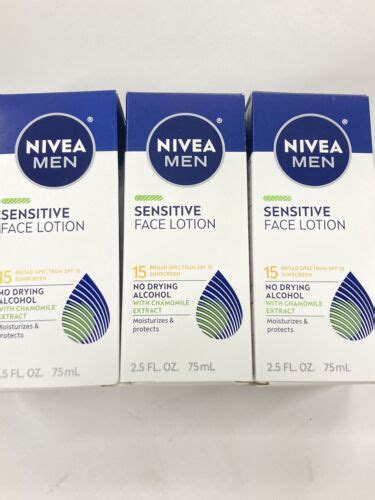 NIVEA
MEN
®
SENSITIVE
FACE LOTION
15 BROAD SPECTRUM SPF 15
SUNSCREEN
NO DRYING
ALCOHOL
WITH CHAMOMILE
EXTRACT
Moisturizes &
protects
.5 FL. OZ. 75mL
NIVEA
MEN
®
SENSITIVE
FACE LOTION
15 BROAD SPECTRUM SPF 15
SUNSCREEN
NO DRYING
ALCOHOL
WITH CHAMOMILE
EXTRACT
Moisturizes &
protects
2.5 FL. OZ. 75mL
NIVEA
MEN
®
SENSITIVE
FACE LOTION
15 BROAD SPECTRUM SPF 15
SUNSCREEN
NO DRYING
ALCOHOL
WITH CHAMOMILE
EXTRACT
Moisturizes &
protects
2.5 FL. OZ. 75mL